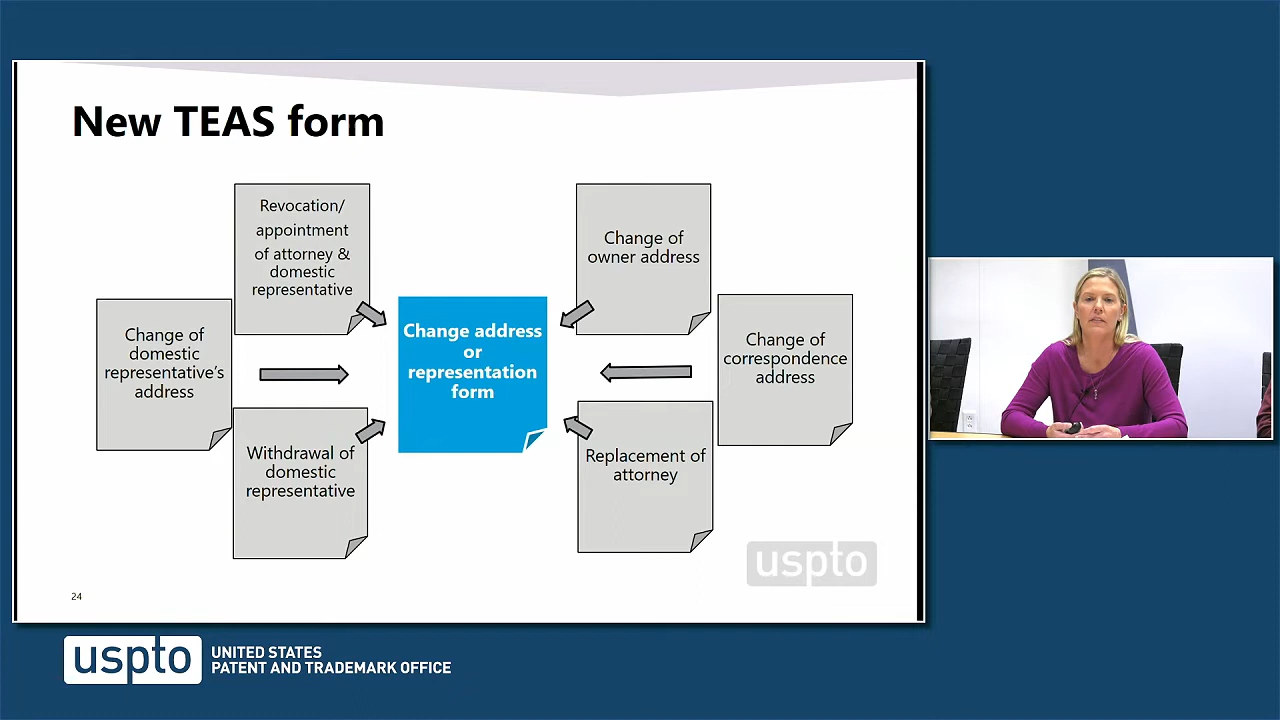 New TEAS form
Revocation/
appointment
of attorney &
domestic
representative
Change of
owner address
Change of
domestic
representative's
address
Change address
or
representation
form
Change of
correspondence
address
Withdrawal of
domestic
representative
Replacement of
attorney
uspto
24
uspto
UNITED STATES
PATENT AND TRADEMARK OFFICE